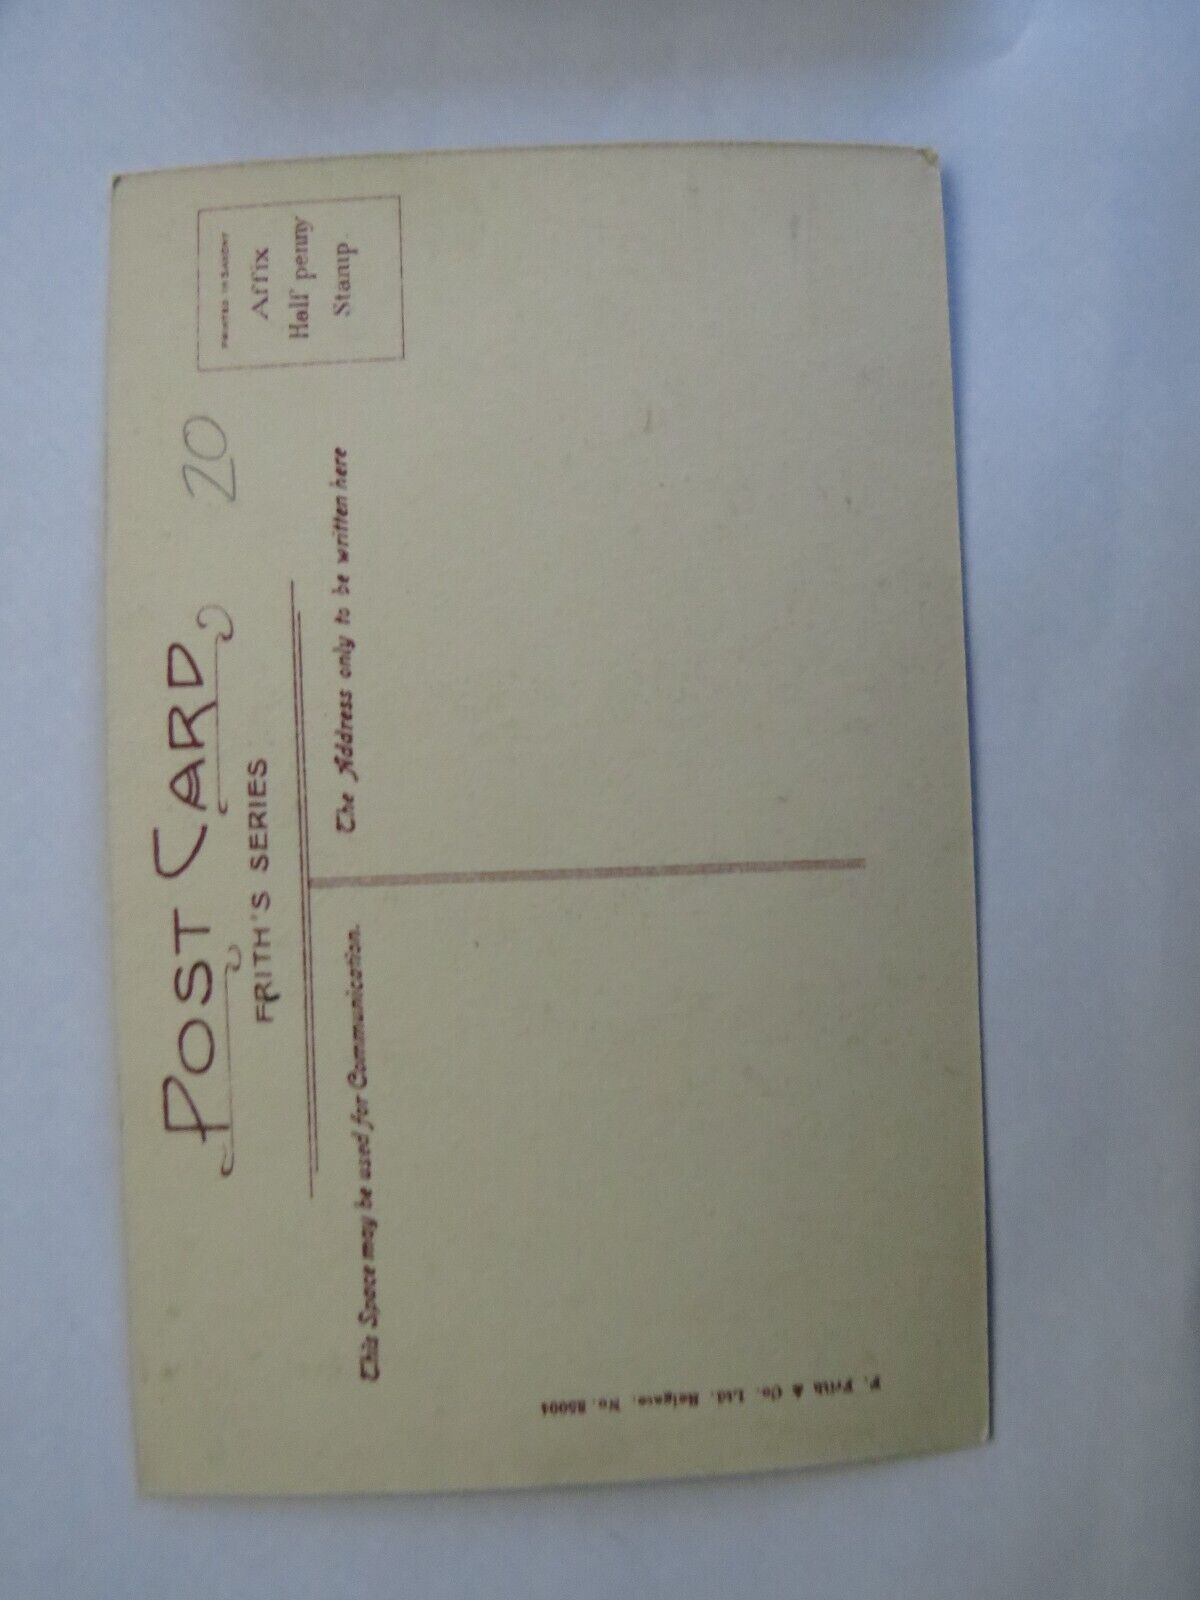 POST CARD
20
FRITH'S SERIES
PRINTED IN SAXONY
Affix
Half penny
Stamp
This Space may be used for Communication.
The Address only to be written here
F. Frith & Co. Ltd. Reigate. No. 85004